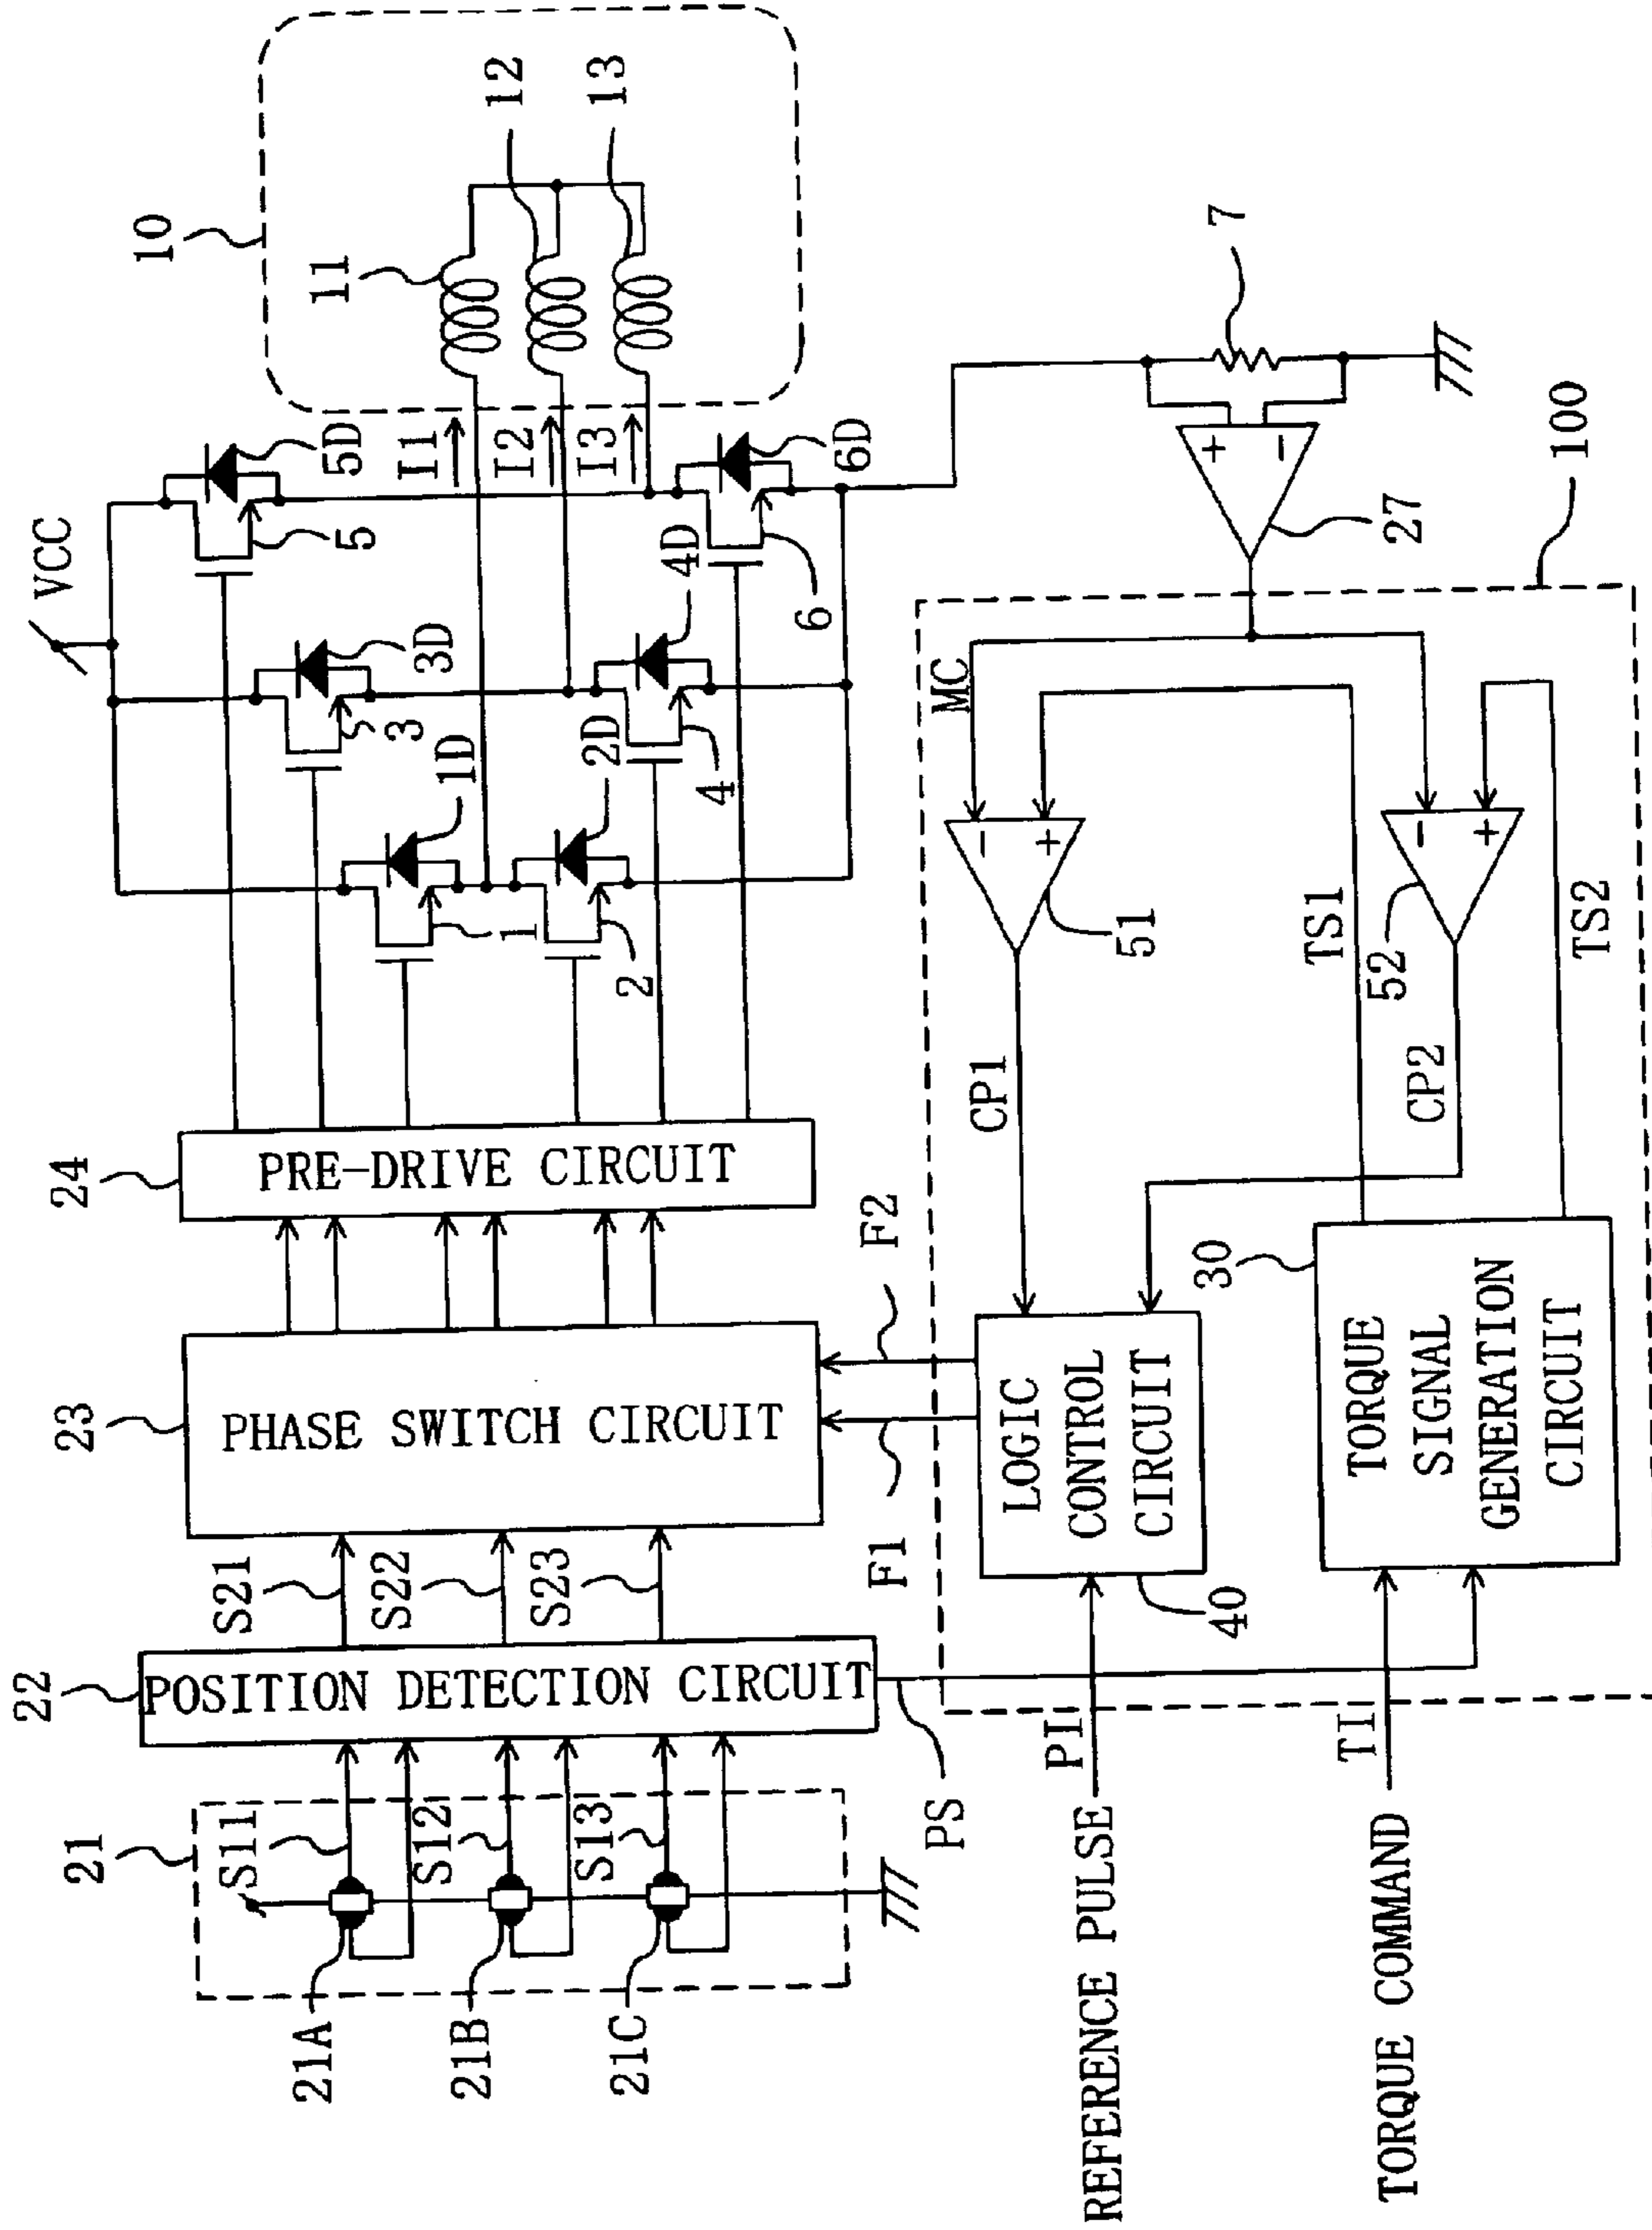 VCC
10
11
12
13
5D
5
3D
3
1D
1
2D
2
4D
4
6D
6
I1
I2
I3
7
27
24
PRE-DRIVE CIRCUIT
23
PHASE SWITCH CIRCUIT
F1
F2
22
POSITION DETECTION CIRCUIT
S21
S22
S23
21
S11
S12
S13
21A
21B
21C
PS
100
MC
51
CP1
TS1
52
CP2
TS2
LOGIC
CONTROL
CIRCUIT
40
30
TORQUE
SIGNAL
GENERATION
CIRCUIT
REFERENCE PULSE
PI
TORQUE COMMAND
TI
+
-
-
+
-
+